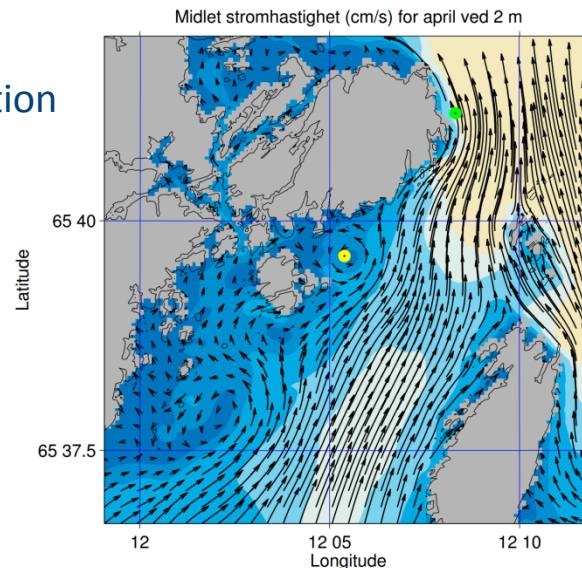 Midlet stromhastighet (cm/s) for april ved 2 m
tion
65 40
Latitude
65 37.5
12
12 05
12 10
Longitude